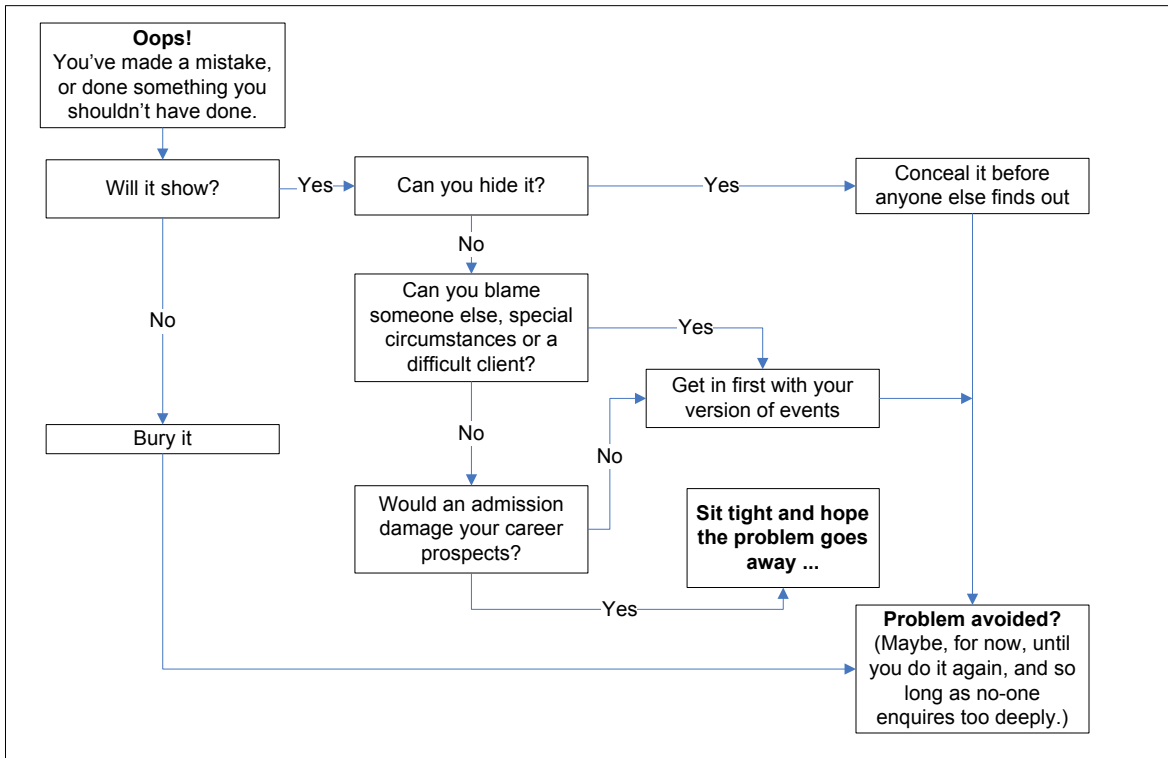 Oops!
You've made a mistake,
or done something you
shouldn't have done.
Will it show?
Yes
Can you hide it?
Yes
Conceal it before
anyone else finds out
No
No
Can you blame
someone else, special
circumstances or a
difficult client?
Yes
Get in first with your
version of events
Bury it
No
No
Would an admission
damage your career
prospects?
Sit tight and hope
the problem goes
away ...
Yes
Problem avoided?
(Maybe, for now, until
you do it again, and so
long as no-one
enquires too deeply.)